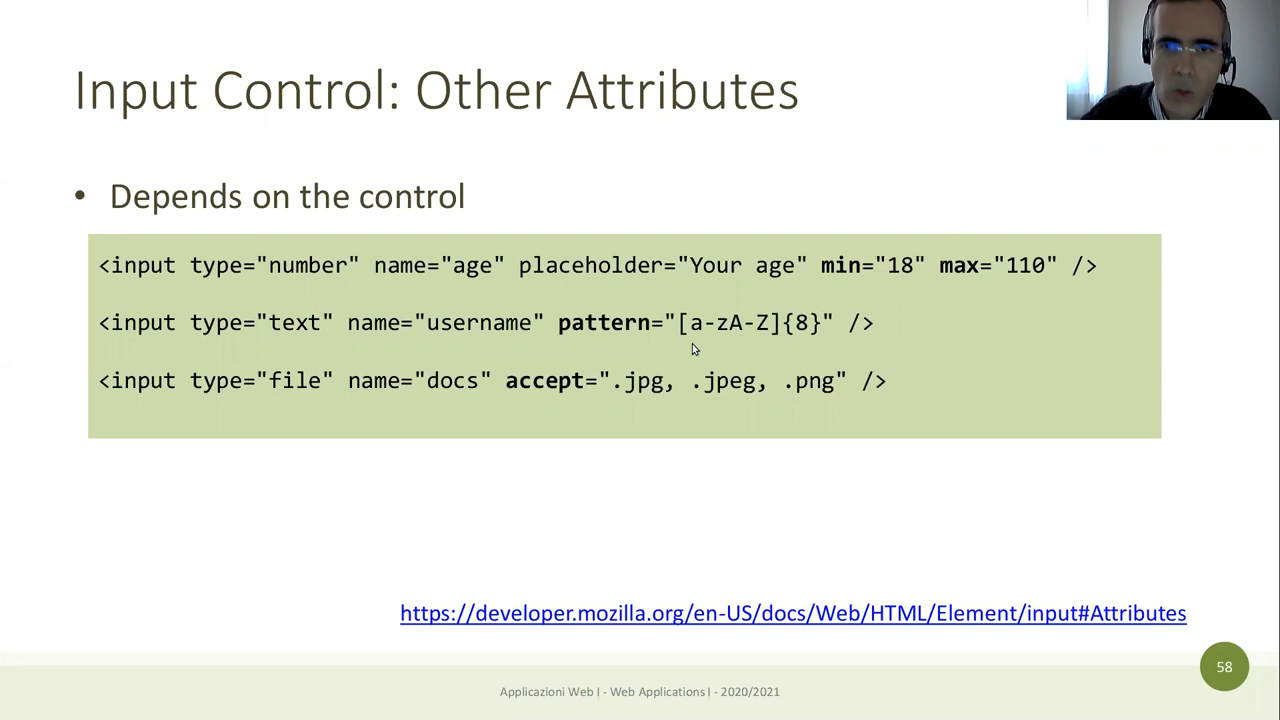 Input Control: Other Attributes
• Depends on the control
<input type="number" name="age" placeholder="Your age" min="18" max="110" />
<input type="text" name="username" pattern="[a-zA-Z]{8}" />
<input type="file" name="docs" accept=".jpg, .jpeg, .png" />
https://developer.mozilla.org/en-US/docs/Web/HTML/Element/input#Attributes
58
Applicazioni Web I - Web Applications I - 2020/2021